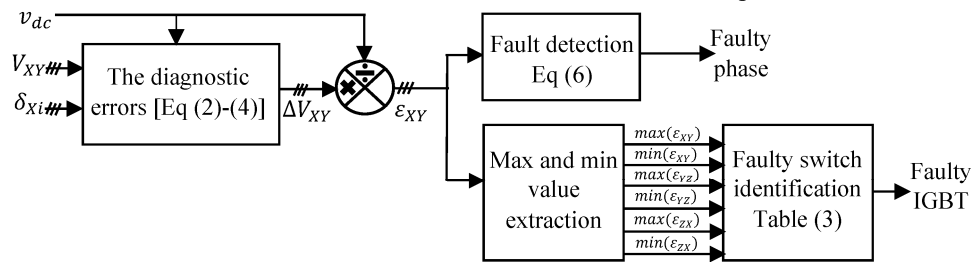 v_dc
V_XY
δ_Xi
The diagnostic
errors [Eq (2)-(4)]
ΔV_XY
ε_XY
Fault detection
Eq (6)
Faulty
phase
Max and min
value
extraction
max(ε_XY)
min(ε_XY)
max(ε_YZ)
min(ε_YZ)
max(ε_ZX)
min(ε_ZX)
Faulty switch
identification
Table (3)
Faulty
IGBT